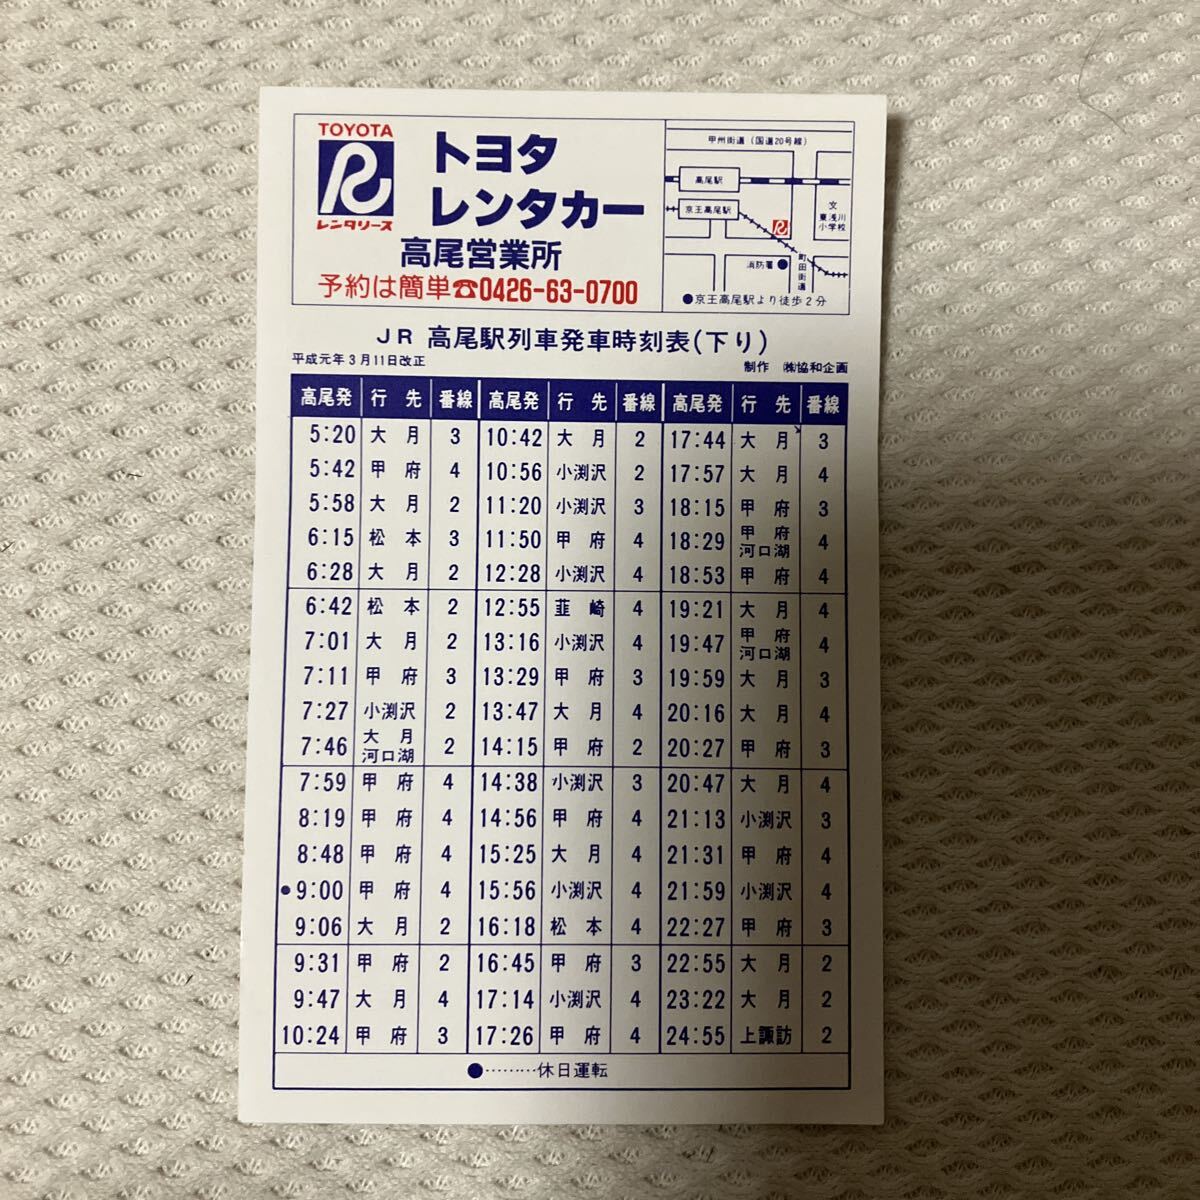 TOYOTA
レンタリース
トヨタ
レンタカー
高尾営業所
予約は簡単☎0426-63-0700
甲州街道(国道20号線)
高尾駅
京王高尾駅
文
東浅川
小学校
消防署●
町田街道
●京王高尾駅より徒歩2分
JR 高尾駅列車発車時刻表(下り)
平成元年3月11日改正
制作 ㈱協和企画
高尾発 行先 番線 高尾発 行先 番線 高尾発 行先 番線
5:20 大月 3 10:42 大月 2 17:44 大月 3
5:42 甲府 4 10:56 小渕沢 2 17:57 大月 4
5:58 大月 2 11:20 小渕沢 3 18:15 甲府 3
6:15 松本 3 11:50 甲府 4 18:29 甲府 河口湖 4
6:28 大月 2 12:28 小渕沢 4 18:53 甲府 4
6:42 松本 2 12:55 韮崎 4 19:21 大月 4
7:01 大月 2 13:16 小渕沢 4 19:47 甲府 河口湖 4
7:11 甲府 3 13:29 甲府 3 19:59 大月 3
7:27 小渕沢 2 13:47 大月 4 20:16 大月 4
7:46 大月 河口湖 2 14:15 甲府 2 20:27 甲府 3
7:59 甲府 4 14:38 小渕沢 3 20:47 大月 4
8:19 甲府 4 14:56 甲府 4 21:13 小渕沢 3
8:48 甲府 4 15:25 大月 4 21:31 甲府 4
●9:00 甲府 4 15:56 小渕沢 4 21:59 小渕沢 4
9:06 大月 2 16:18 松本 4 22:27 甲府 3
9:31 甲府 2 16:45 甲府 3 22:55 大月 2
9:47 大月 4 17:14 小渕沢 4 23:22 大月 2
10:24 甲府 3 17:26 甲府 4 24:55 上諏訪 2
●………休日運転